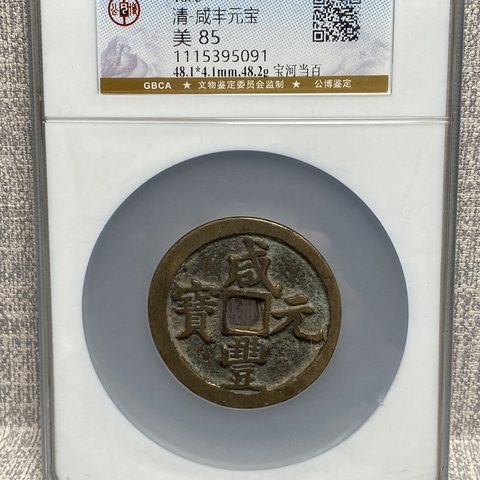 清·咸丰元宝
美 85
1115395091
48.1*4.1mm,48.2g 宝河当百
GBCA ★ 文物鉴定委员会监制 ★ 公博鉴定
咸豐元寶